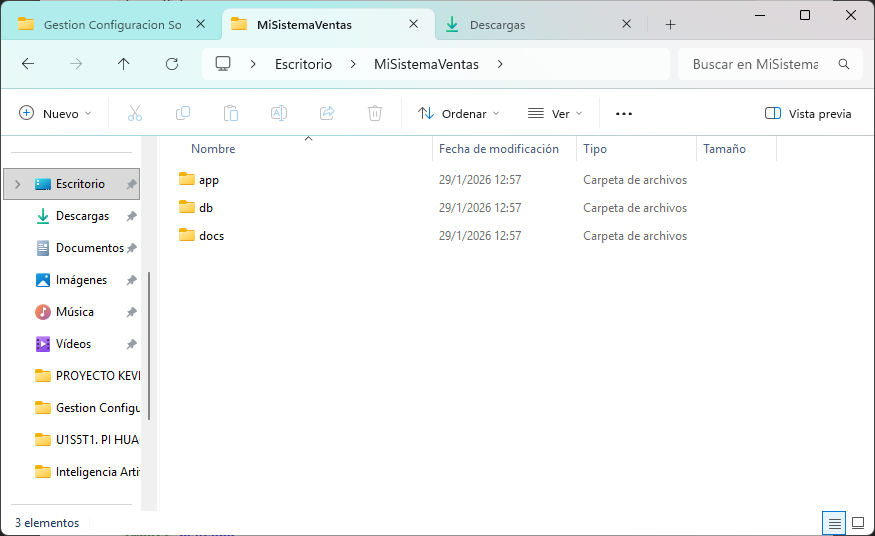 Gestion Configuracion So
MiSistemaVentas
Descargas
Escritorio
MiSistemaVentas
Buscar en MiSistema
Nuevo
Ordenar
Ver
Vista previa
Nombre
Fecha de modificación
Tipo
Tamaño
Escritorio
Descargas
Documentos
Imágenes
Música
Vídeos
PROYECTO KEVI
Gestion Configu
U1S5T1. PI HUA
Inteligencia Arti
app 29/1/2026 12:57 Carpeta de archivos
db 29/1/2026 12:57 Carpeta de archivos
docs 29/1/2026 12:57 Carpeta de archivos
3 elementos